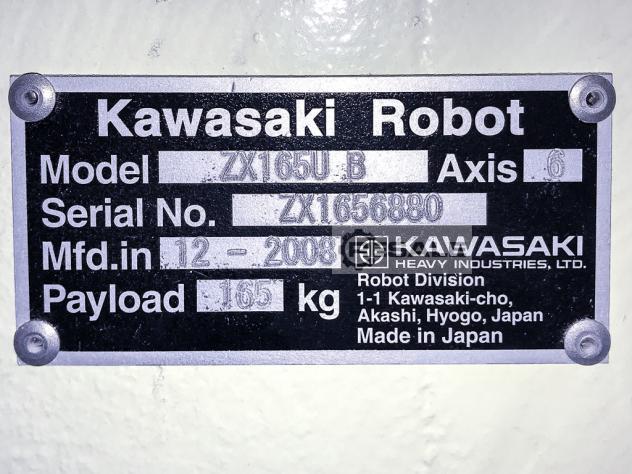 Kawasaki Robot
Model ZX165U B Axis 6
Serial No. ZX1656880
Mfd.in 12 - 2008 KAWASAKI
HEAVY INDUSTRIES, LTD.
Payload 165 kg
Robot Division
1-1 Kawasaki-cho,
Akashi, Hyogo, Japan
Made in Japan